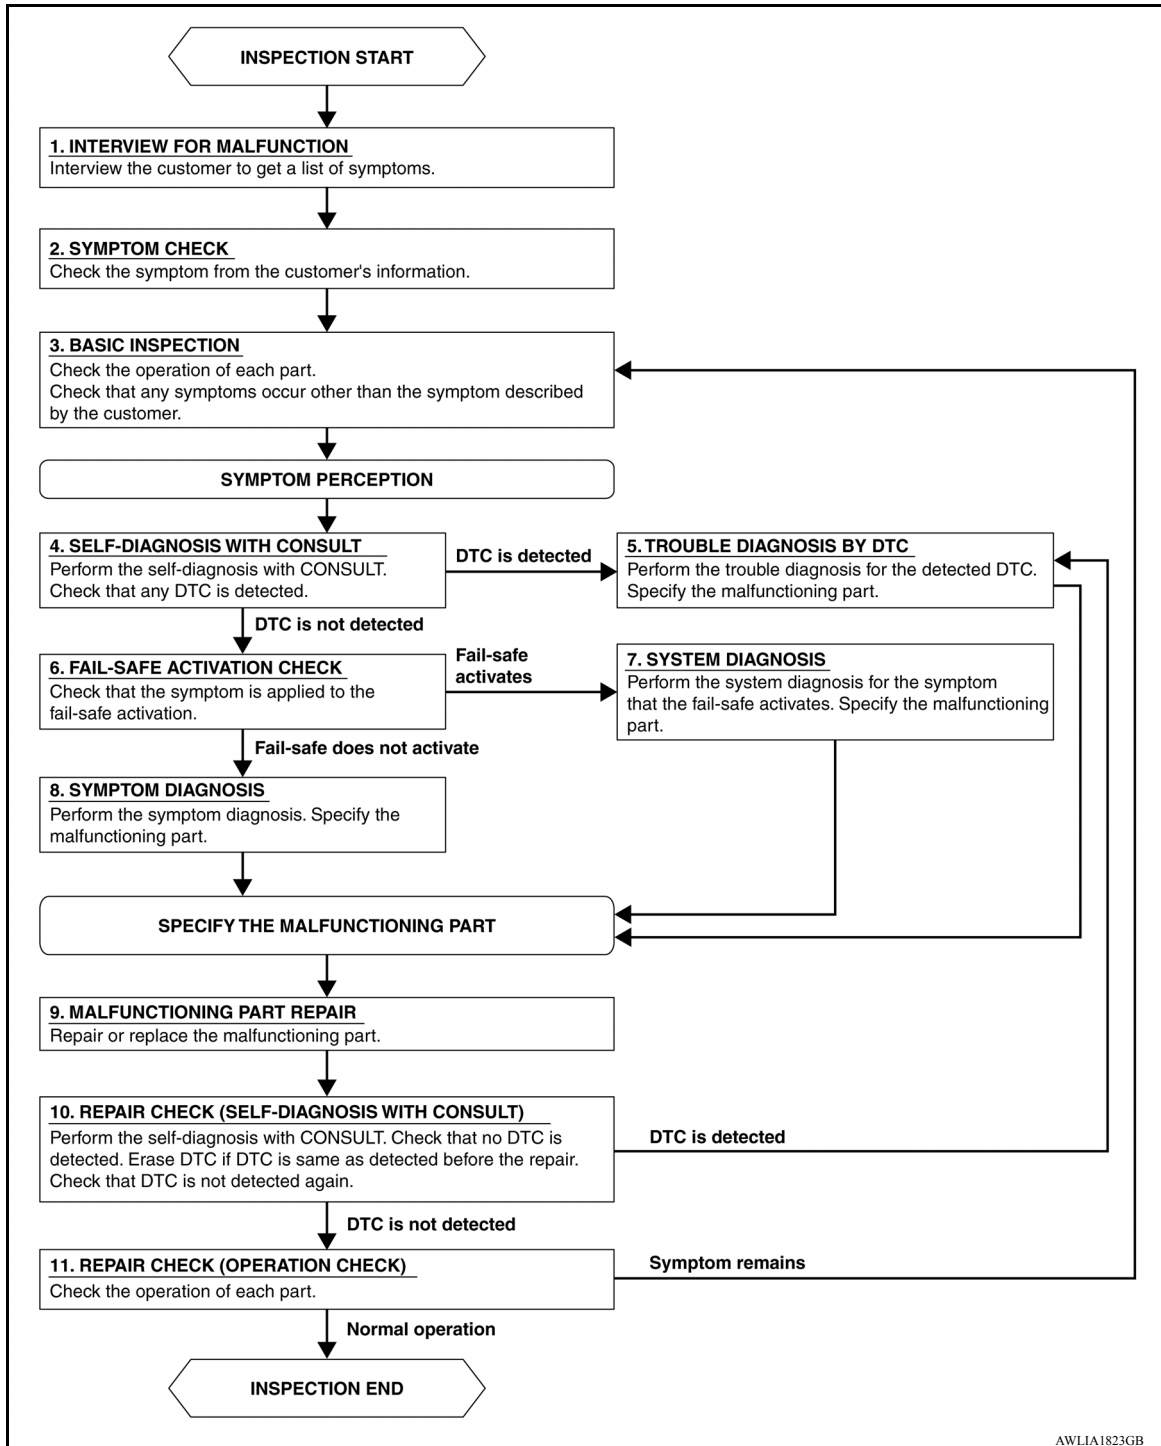 INSPECTION START
1. INTERVIEW FOR MALFUNCTION
Interview the customer to get a list of symptoms.
2. SYMPTOM CHECK
Check the symptom from the customer's information.
3. BASIC INSPECTION
Check the operation of each part.
Check that any symptoms occur other than the symptom described
by the customer.
SYMPTOM PERCEPTION
4. SELF-DIAGNOSIS WITH CONSULT
Perform the self-diagnosis with CONSULT.
Check that any DTC is detected.
DTC is detected
5. TROUBLE DIAGNOSIS BY DTC
Perform the trouble diagnosis for the detected DTC.
Specify the malfunctioning part.
DTC is not detected
6. FAIL-SAFE ACTIVATION CHECK
Check that the symptom is applied to the
fail-safe activation.
Fail-safe
activates
7. SYSTEM DIAGNOSIS
Perform the system diagnosis for the symptom
that the fail-safe activates. Specify the malfunctioning
part.
Fail-safe does not activate
8. SYMPTOM DIAGNOSIS
Perform the symptom diagnosis. Specify the
malfunctioning part.
SPECIFY THE MALFUNCTIONING PART
9. MALFUNCTIONING PART REPAIR
Repair or replace the malfunctioning part.
10. REPAIR CHECK (SELF-DIAGNOSIS WITH CONSULT)
Perform the self-diagnosis with CONSULT. Check that no DTC is
detected. Erase DTC if DTC is same as detected before the repair.
Check that DTC is not detected again.
DTC is detected
DTC is not detected
11. REPAIR CHECK (OPERATION CHECK)
Check the operation of each part.
Symptom remains
Normal operation
INSPECTION END
AWLIA1823GB